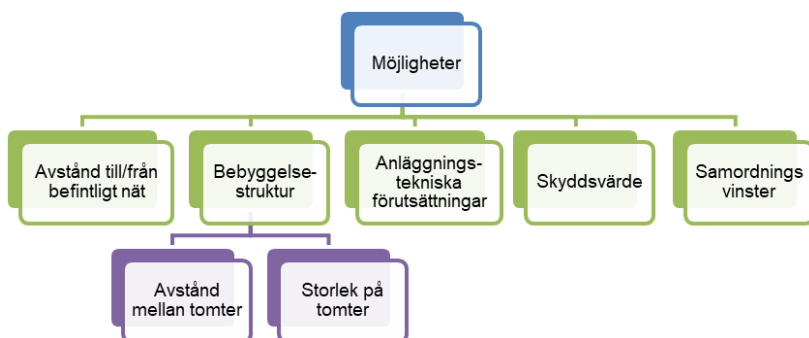 Möjligheter
Avstånd till/från
befintligt nät
Bebyggelse-
struktur
Anläggnings-
tekniska
förutsättningar
Skyddsvärde
Samordnings
vinster
Avstånd
mellan tomter
Storlek på
tomter